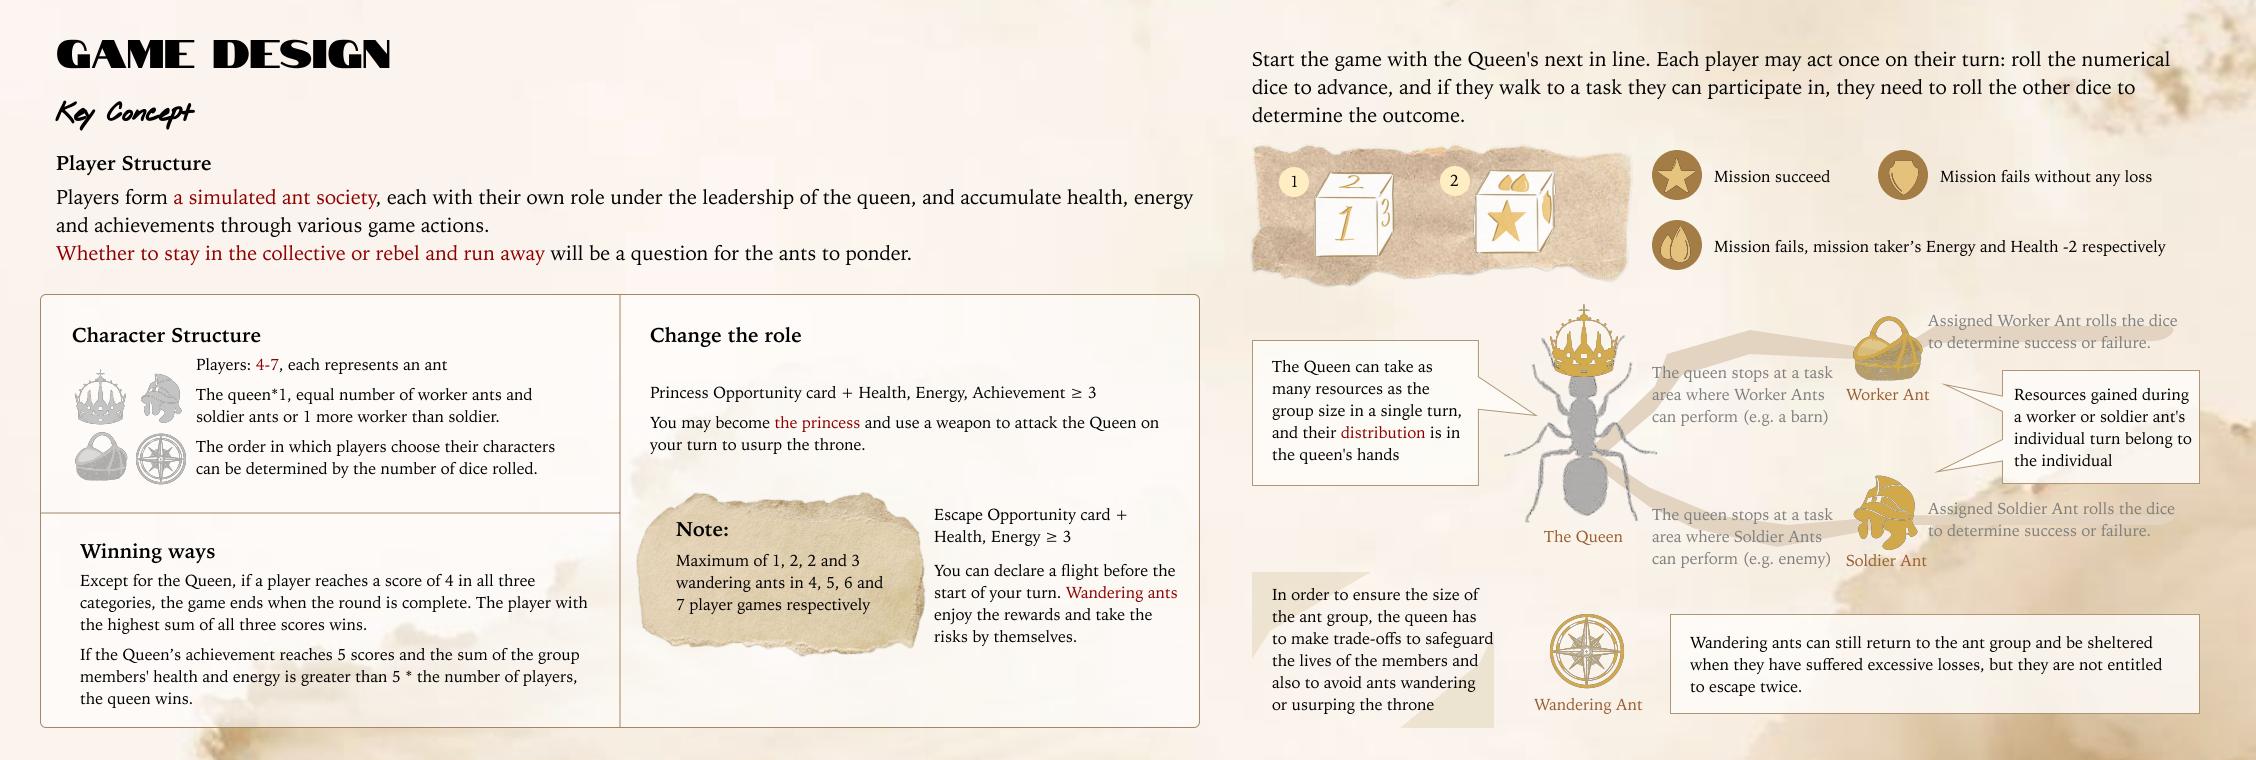 GAME DESIGN
Key Concept
Player Structure
Players form a simulated ant society, each with their own role under the leadership of the queen, and accumulate health, energy
and achievements through various game actions.
Whether to stay in the collective or rebel and run away will be a question for the ants to ponder.
Character Structure
Players: 4-7, each represents an ant
The queen*1, equal number of worker ants and
soldier ants or 1 more worker than soldier.
The order in which players choose their characters
can be determined by the number of dice rolled.
Winning ways
Except for the Queen, if a player reaches a score of 4 in all three
categories, the game ends when the round is complete. The player with
the highest sum of all three scores wins.
If the Queen's achievement reaches 5 scores and the sum of the group
members' health and energy is greater than 5 * the number of players,
the queen wins.
Change the role
Princess Opportunity card + Health, Energy, Achievement ≥ 3
You may become the princess and use a weapon to attack the Queen on
your turn to usurp the throne.
Note:
Maximum of 1, 2, 2 and 3
wandering ants in 4, 5, 6 and
7 player games respectively
Escape Opportunity card +
Health, Energy ≥ 3
You can declare a flight before the
start of your turn. Wandering ants
enjoy the rewards and take the
risks by themselves.
Start the game with the Queen's next in line. Each player may act once on their turn: roll the numerical
dice to advance, and if they walk to a task they can participate in, they need to roll the other dice to
determine the outcome.
1
2
1
3
2
Mission succeed
Mission fails without any loss
Mission fails, mission taker's Energy and Health -2 respectively
The Queen can take as
many resources as the
group size in a single turn,
and their distribution is in
the queen's hands
The Queen
The queen stops at a task
area where Worker Ants
can perform (e.g. a barn)
Worker Ant
Assigned Worker Ant rolls the dice
to determine success or failure.
Resources gained during
a worker or soldier ant's
individual turn belong to
the individual
The queen stops at a task
area where Soldier Ants
can perform (e.g. enemy)
Soldier Ant
Assigned Soldier Ant rolls the dice
to determine success or failure.
In order to ensure the size of
the ant group, the queen has
to make trade-offs to safeguard
the lives of the members and
also to avoid ants wandering
or usurping the throne
Wandering Ant
Wandering ants can still return to the ant group and be sheltered
when they have suffered excessive losses, but they are not entitled
to escape twice.